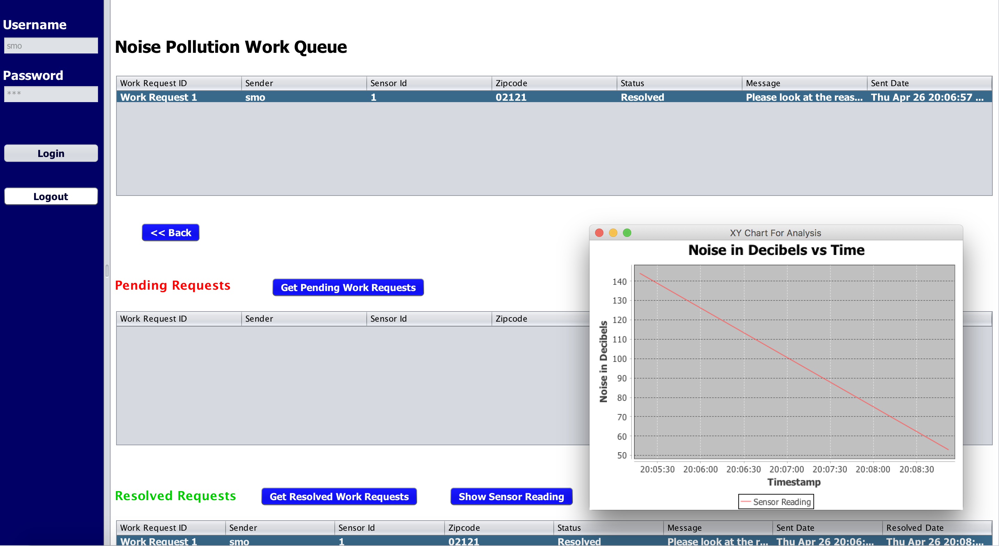 Username
smo
Password
***
Login
Logout
Noise Pollution Work Queue
Work Request ID Sender Sensor Id Zipcode Status Message Sent Date
Work Request 1 smo 1 02121 Resolved Please look at the reas... Thu Apr 26 20:06:57 ...
<< Back
Pending Requests Get Pending Work Requests
Work Request ID Sender Sensor Id Zipcode
XY Chart For Analysis
Noise in Decibels vs Time
Noise in Decibels
140
130
120
110
100
90
80
70
60
50
20:05:30 20:06:00 20:06:30 20:07:00 20:07:30 20:08:00 20:08:30
Timestamp
Sensor Reading
Resolved Requests Get Resolved Work Requests Show Sensor Reading
Work Request ID Sender Sensor Id Zipcode Status Message Sent Date Resolved Date
Work Request 1 smo 1 02121 Resolved Please look at the r... Thu Apr 26 20:06:... Thu Apr 26 20:08:...